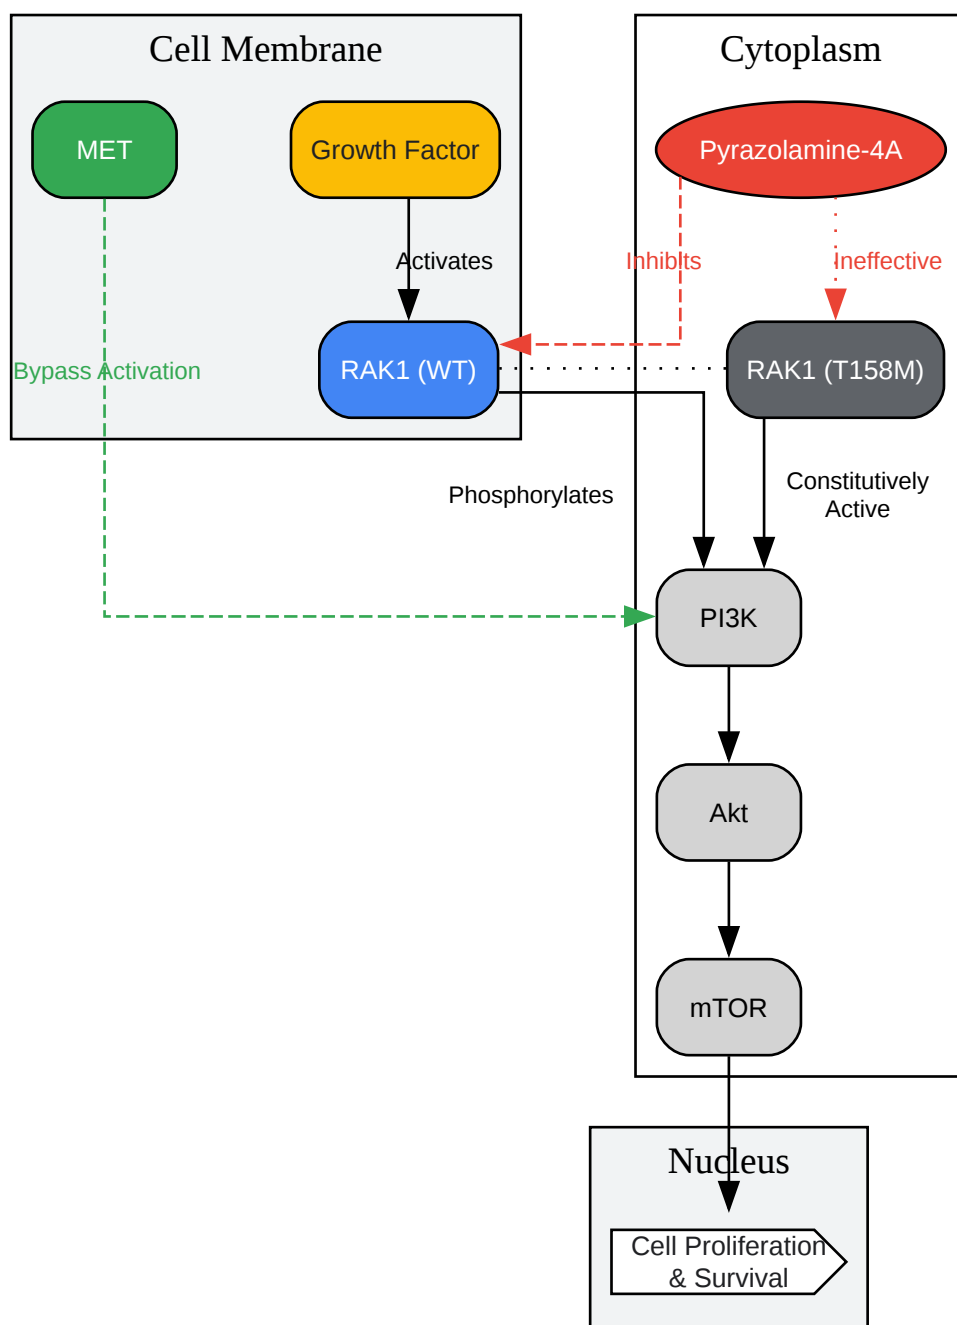 Cell Membrane
Cytoplasm
MET
Growth Factor
Pyrazolamine-4A
Activates
Inhibits
Ineffective
Bypass Activation
RAK1 (WT)
RAK1 (T158M)
Phosphorylates
Constitutively
Active
PI3K
Akt
mTOR
Nucleus
Cell Proliferation
& Survival